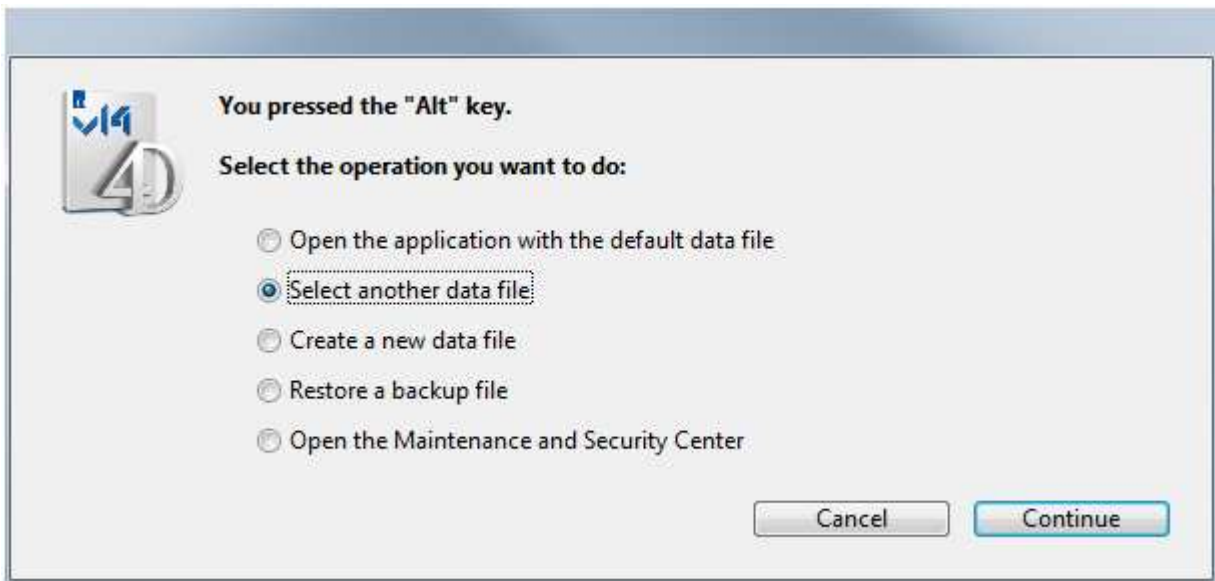 v14
4D
You pressed the "Alt" key.
Select the operation you want to do:
Open the application with the default data file
Select another data file
Create a new data file
Restore a backup file
Open the Maintenance and Security Center
Cancel
Continue